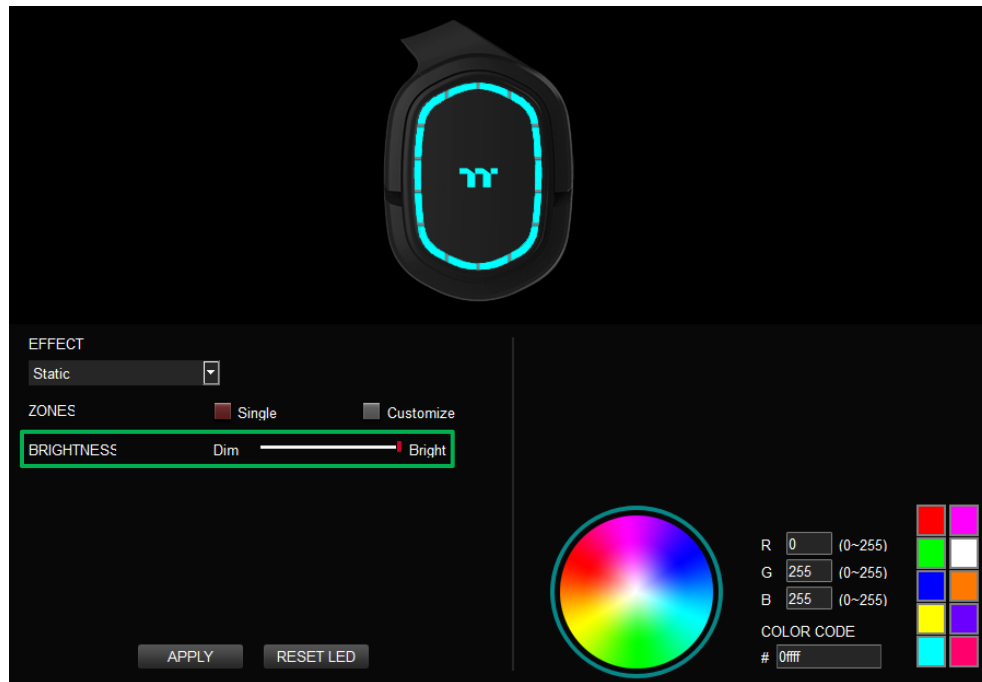 EFFECT
Static
ZONES Single Customize
BRIGHTNESS Dim Bright
R 0 (0~255)
G 255 (0~255)
B 255 (0~255)
COLOR CODE
# 0ffff
APPLY RESET LED